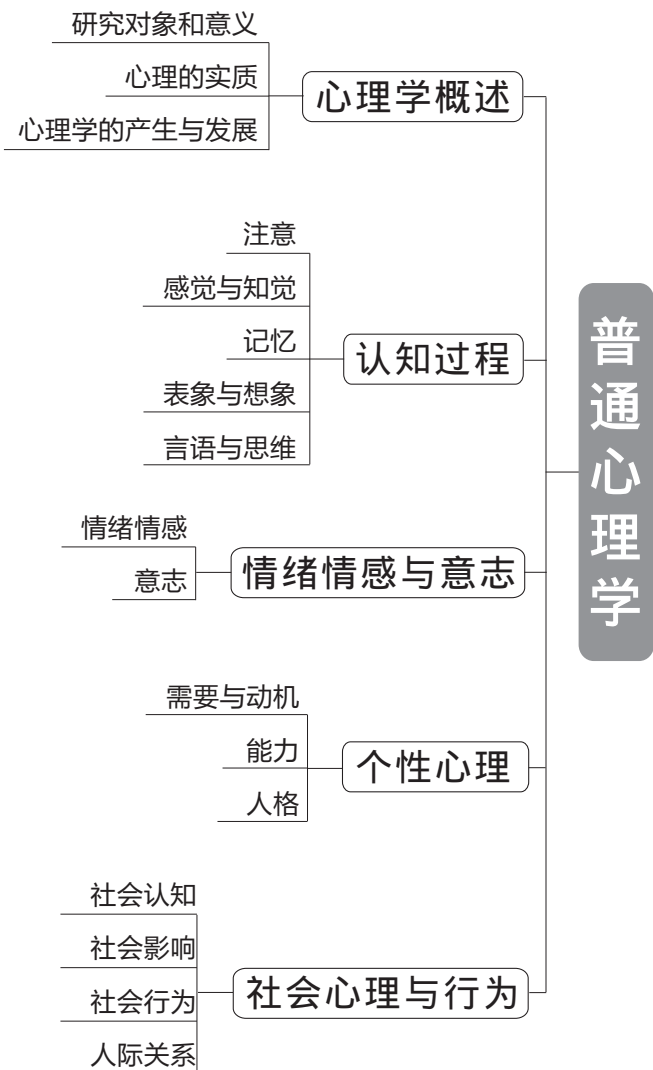 普通心理学
心理学概述
研究对象和意义
心理的实质
心理学的产生与发展
认知过程
注意
感觉与知觉
记忆
表象与想象
言语与思维
情绪情感与意志
情绪情感
意志
个性心理
需要与动机
能力
人格
社会心理与行为
社会认知
社会影响
社会行为
人际关系